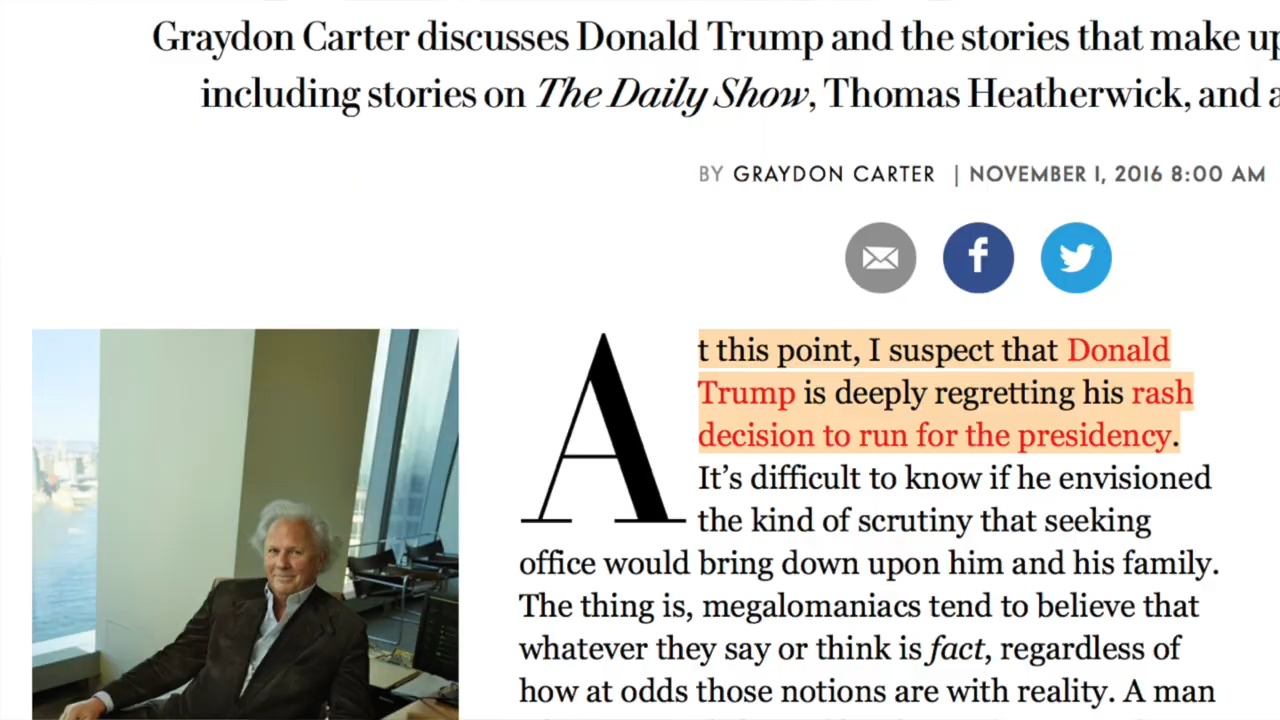 Graydon Carter discusses Donald Trump and the stories that make up
including stories on The Daily Show, Thomas Heatherwick, and a
BY GRAYDON CARTER | NOVEMBER 1, 2016 8:00 AM
f
At this point, I suspect that Donald
Trump is deeply regretting his rash
decision to run for the presidency.
It's difficult to know if he envisioned
the kind of scrutiny that seeking
office would bring down upon him and his family.
The thing is, megalomaniacs tend to believe that
whatever they say or think is fact, regardless of
how at odds those notions are with reality. A man